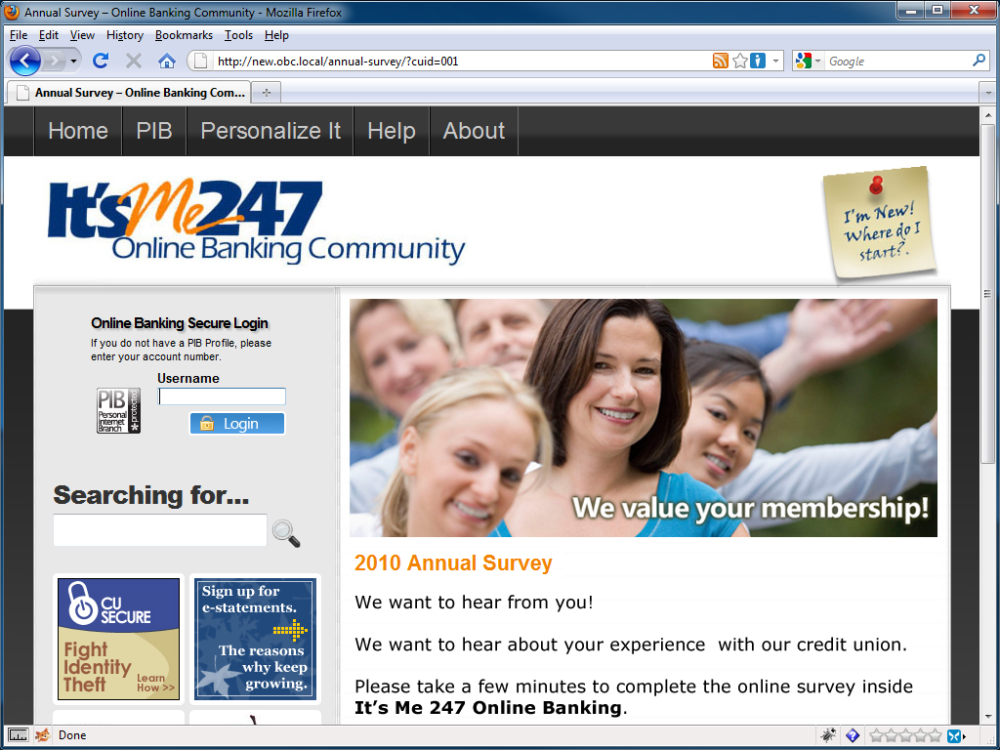 Annual Survey – Online Banking Community - Mozilla Firefox
File Edit View History Bookmarks Tools Help
http://new.obc.local/annual-survey/?cuid=001
Google
Annual Survey – Online Banking Com...
Home PIB Personalize It Help About
It'sMe247
Online Banking Community
I'm New!
Where do I
start?.
Online Banking Secure Login
If you do not have a PIB Profile, please
enter your account number.
Username
PIB
Personal
Internet
Branch
*protected
Login
Searching for...
CU
SECURE
Fight
Identity
Theft
Learn
How >>
Sign up for
e-statements.
The reasons
why keep
growing.
We value your membership!
2010 Annual Survey
We want to hear from you!
We want to hear about your experience  with our credit union.
Please take a few minutes to complete the online survey inside
It’s Me 247 Online Banking.
Done